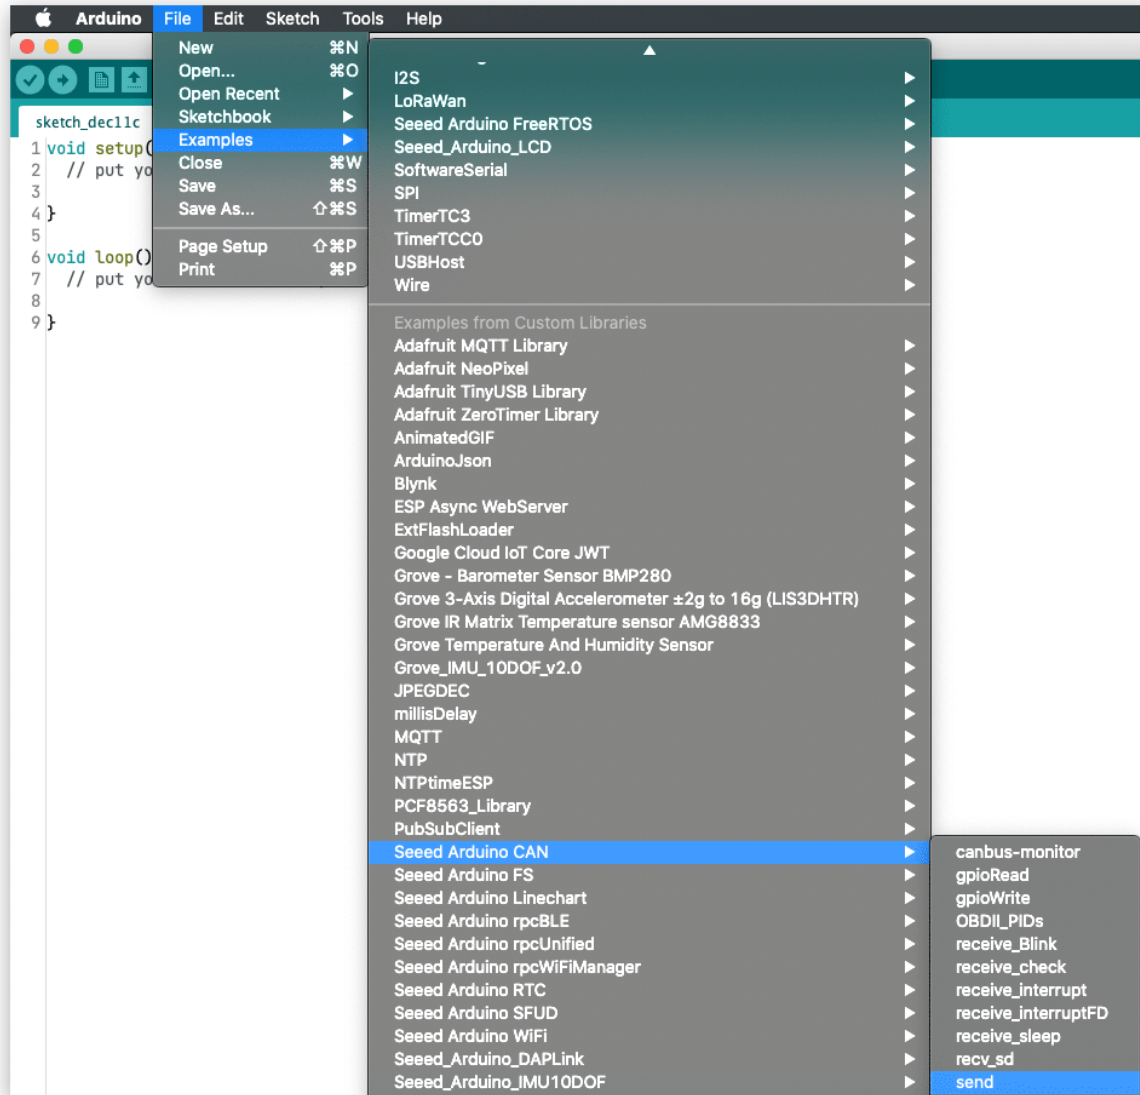 Arduino File Edit Sketch Tools Help
New ⌘N
Open... ⌘O
Open Recent
Sketchbook
Examples
Close ⌘W
Save ⌘S
Save As... ⇧⌘S
Page Setup ⇧⌘P
Print ⌘P
sketch_dec11c
1 void setup(
2 // put yo
3
4 }
5
6 void loop()
7 // put yo
8
9 }
I2S
LoRaWan
Seeed Arduino FreeRTOS
Seeed_Arduino_LCD
SoftwareSerial
SPI
TimerTC3
TimerTCC0
USBHost
Wire
Examples from Custom Libraries
Adafruit MQTT Library
Adafruit NeoPixel
Adafruit TinyUSB Library
Adafruit ZeroTimer Library
AnimatedGIF
ArduinoJson
Blynk
ESP Async WebServer
ExtFlashLoader
Google Cloud IoT Core JWT
Grove - Barometer Sensor BMP280
Grove 3-Axis Digital Accelerometer ±2g to 16g (LIS3DHTR)
Grove IR Matrix Temperature sensor AMG8833
Grove Temperature And Humidity Sensor
Grove_IMU_10DOF_v2.0
JPEGDEC
millisDelay
MQTT
NTP
NTPtimeESP
PCF8563_Library
PubSubClient
Seeed Arduino CAN
Seeed Arduino FS
Seeed Arduino Linechart
Seeed Arduino rpcBLE
Seeed Arduino rpcUnified
Seeed Arduino rpcWiFiManager
Seeed Arduino RTC
Seeed Arduino SFUD
Seeed Arduino WiFi
Seeed_Arduino_DAPLink
Seeed_Arduino_IMU10DOF
canbus-monitor
gpioRead
gpioWrite
OBDII_PIDs
receive_Blink
receive_check
receive_interrupt
receive_interruptFD
receive_sleep
recv_sd
send